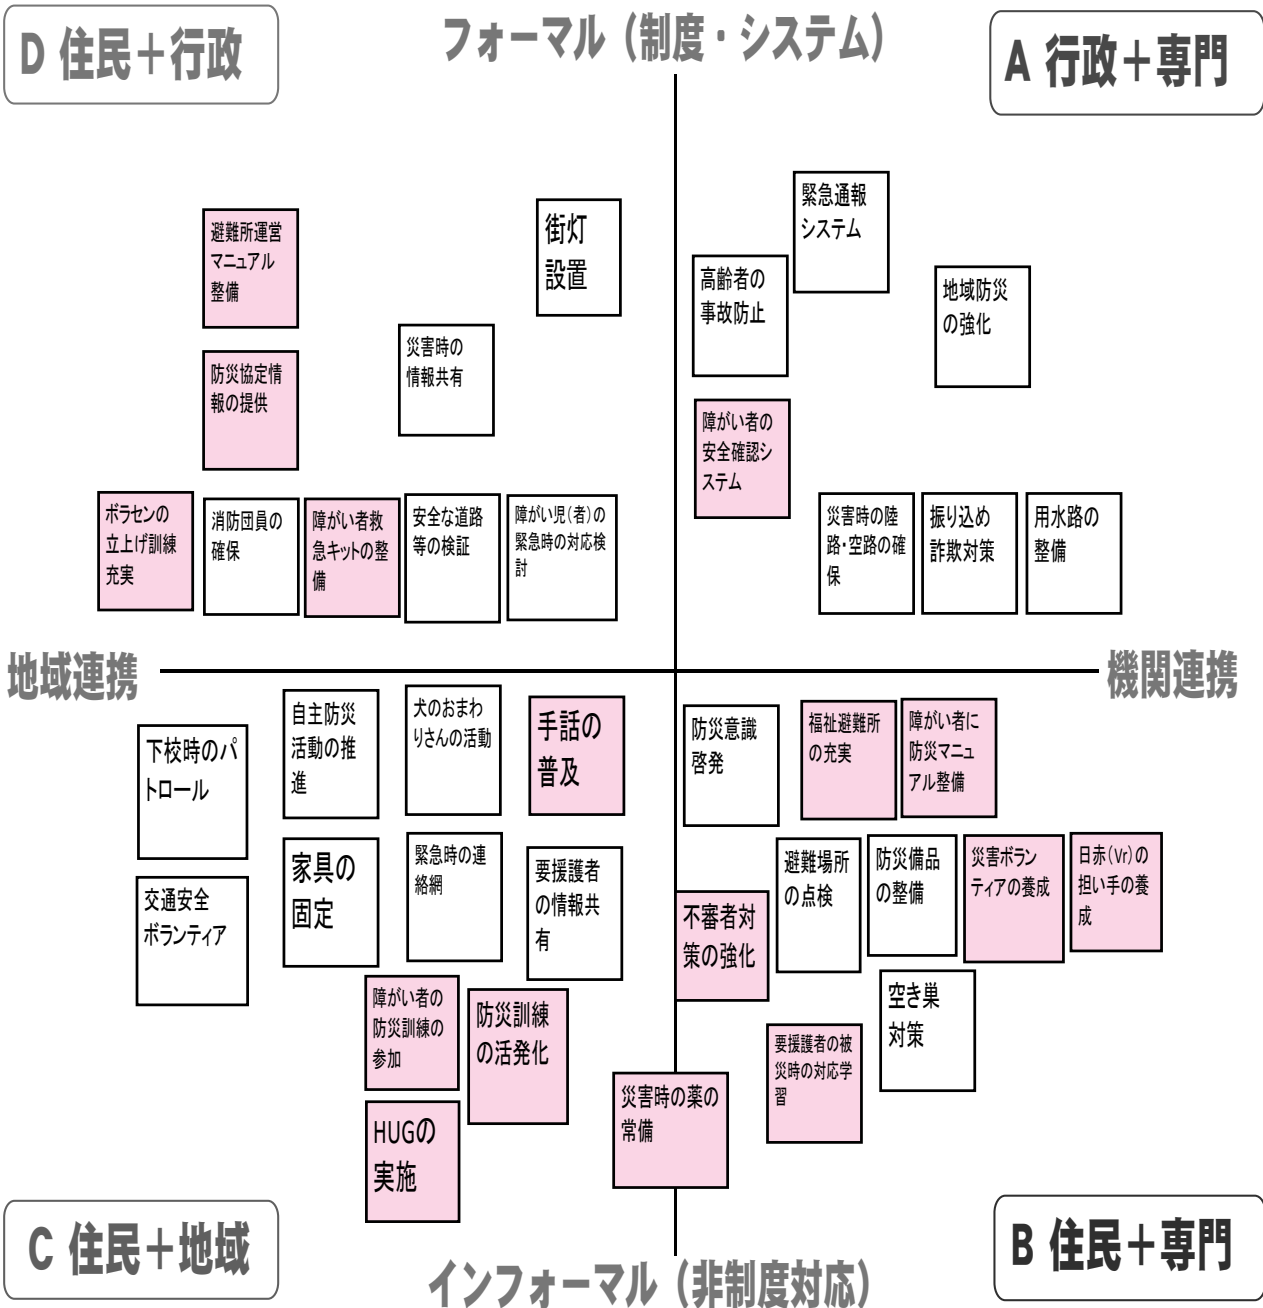 D 住民＋行政
フォーマル（制度・システム）
A 行政＋専門
避難所運営
マニュアル
整備
街灯
設置
緊急通報
システム
高齢者の
事故防止
地域防災
の強化
防災協定情
報の提供
災害時の
情報共有
障がい者の
安全確認シ
ステム
ボラセンの
立上げ訓練
充実
消防団員の
確保
障がい者救
急キットの整
備
安全な道路
等の検証
障がい児（者）の
緊急時の対応検
討
災害時の陸
路・空路の確
保
振り込め
詐欺対策
用水路の
整備
地域連携
機関連携
下校時のパ
トロール
自主防災
活動の推
進
犬のおまわ
りさんの活動
手話の
普及
防災意識
啓発
福祉避難所
の充実
障がい者に
防災マニュ
アル整備
交通安全
ボランティア
家具の
固定
緊急時の連
絡網
要援護者
の情報共
有
不審者対
策の強化
避難場所
の点検
防災備品
の整備
災害ボラン
ティアの養成
日赤（Vr）の
担い手の養
成
障がい者の
防災訓練の
参加
防災訓練
の活発化
空き巣
対策
HUGの
実施
災害時の薬の
常備
要援護者の被
災時の対応学
習
C 住民＋地域
インフォーマル（非制度対応）
B 住民＋専門